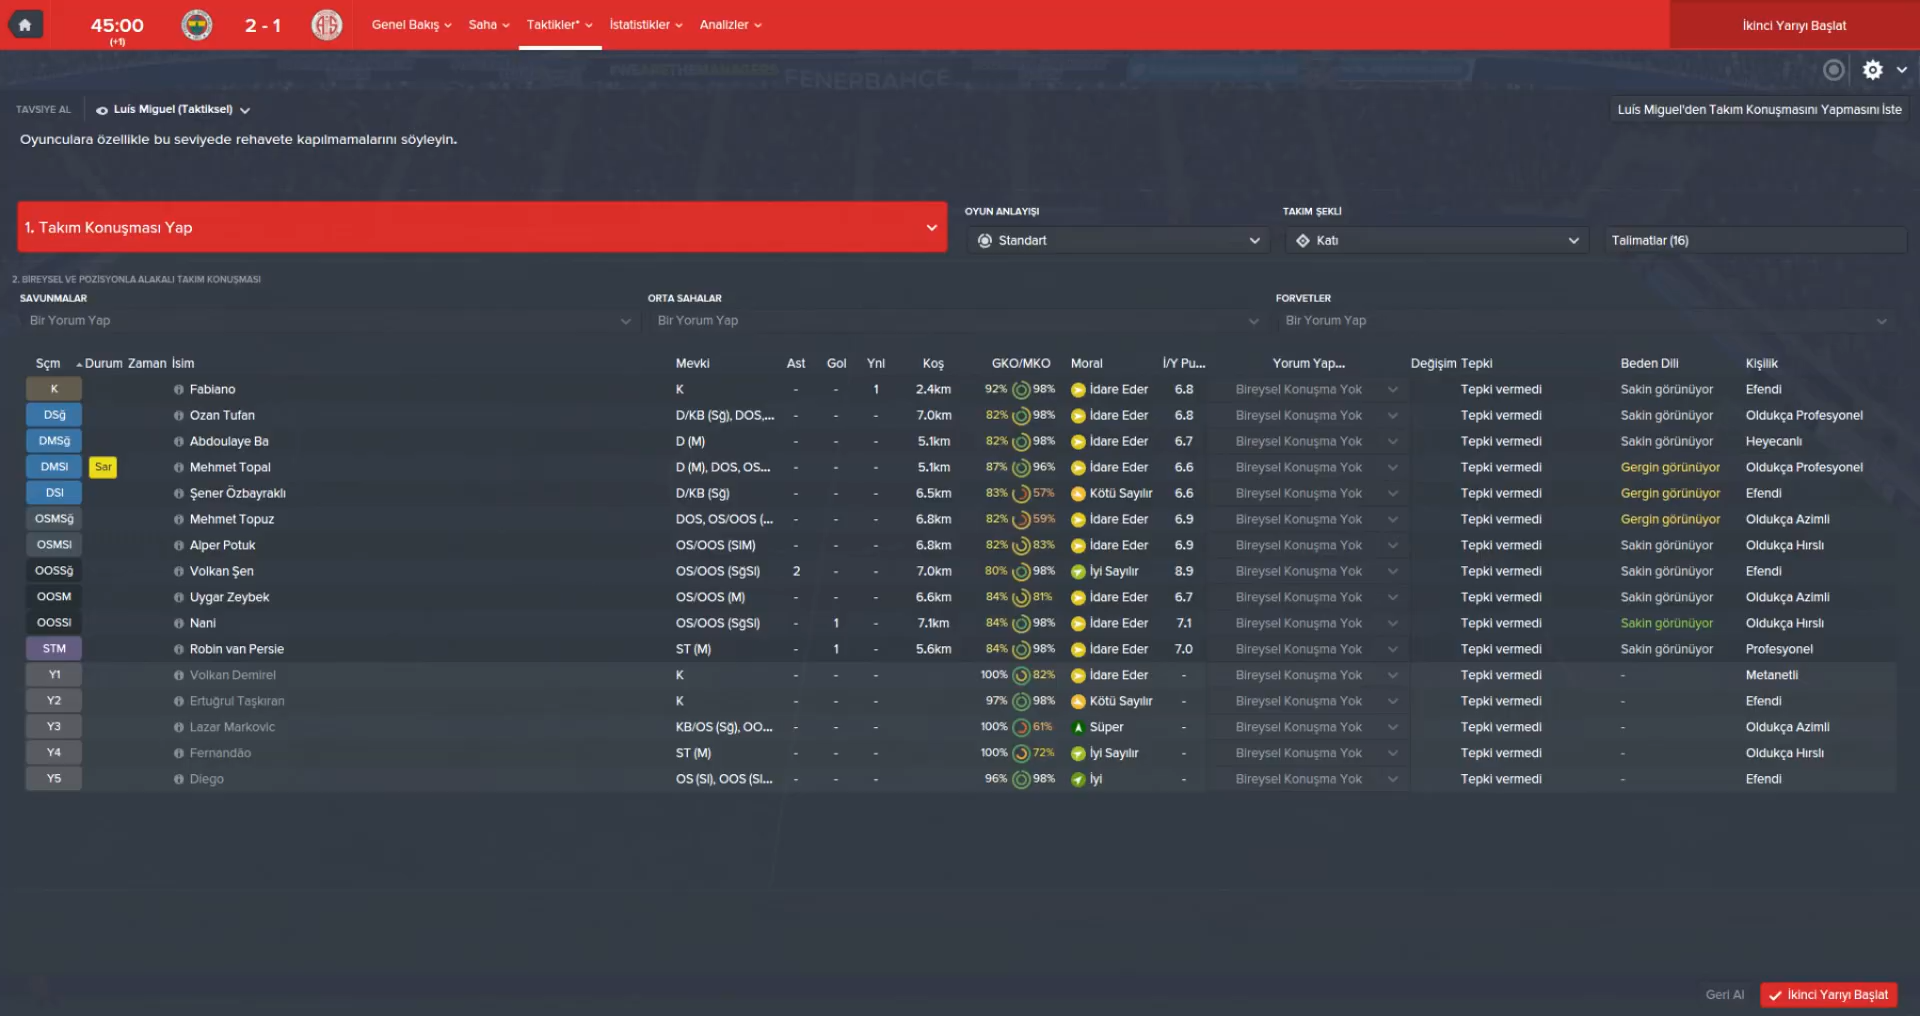 45:00 (+1) 2 - 1 Genel Bakış Saha Taktikler* İstatistikler Analizler İkinci Yarıyı Başlat
FENERBAHÇE
TAVSİYE AL Luís Miguel (Taktiksel) Luís Miguel'den Takım Konuşmasını Yapmasını İste
Oyunculara özellikle bu seviyede rehavete kapılmamalarını söyleyin.
1. Takım Konuşması Yap
OYUN ANLAYIŞI TAKIM ŞEKLİ
Standart Katı Talimatlar (16)
2. BİREYSEL VE POZİSYONLA ALAKALI TAKIM KONUŞMASI
SAVUNMALAR ORTA SAHALAR FORVETLER
Bir Yorum Yap Bir Yorum Yap Bir Yorum Yap
Sçm Durum Zaman İsim Mevki Ast Gol Ynl Koş GKO/MKO Moral İ/Y Pu... Yorum Yap... Değişim Tepki Beden Dili Kişilik
K Fabiano K - - 1 2.4km 92% 98% İdare Eder 6.8 Bireysel Konuşma Yok Tepki vermedi Sakin görünüyor Efendi
DSğ Ozan Tufan D/KB (Sğ), DOS,... - - - 7.0km 82% 98% İdare Eder 6.8 Bireysel Konuşma Yok Tepki vermedi Sakin görünüyor Oldukça Profesyonel
DMSğ Abdoulaye Ba D (M) - - - 5.1km 82% 98% İdare Eder 6.7 Bireysel Konuşma Yok Tepki vermedi Sakin görünüyor Heyecanlı
DMSl Sar Mehmet Topal D (M), DOS, OS... - - - 5.1km 87% 96% İdare Eder 6.6 Bireysel Konuşma Yok Tepki vermedi Gergin görünüyor Oldukça Profesyonel
DSl Şener Özbayraklı D/KB (Sğ) - - - 6.5km 83% 57% Kötü Sayılır 6.6 Bireysel Konuşma Yok Tepki vermedi Gergin görünüyor Efendi
OSMSğ Mehmet Topuz DOS, OS/OOS (... - - - 6.8km 82% 59% İdare Eder 6.9 Bireysel Konuşma Yok Tepki vermedi Gergin görünüyor Oldukça Azimli
OSMSl Alper Potuk OS/OOS (SlM) - - - 6.8km 82% 83% İdare Eder 6.9 Bireysel Konuşma Yok Tepki vermedi Sakin görünüyor Oldukça Hırslı
OOSSğ Volkan Şen OS/OOS (SğSl) 2 - - 7.0km 80% 98% İyi Sayılır 8.9 Bireysel Konuşma Yok Tepki vermedi Sakin görünüyor Efendi
OOSM Uygar Zeybek OS/OOS (M) - - - 6.6km 84% 81% İdare Eder 6.7 Bireysel Konuşma Yok Tepki vermedi Sakin görünüyor Oldukça Azimli
OOSSl Nani OS/OOS (SğSl) - 1 - 7.1km 84% 98% İdare Eder 7.1 Bireysel Konuşma Yok Tepki vermedi Sakin görünüyor Oldukça Hırslı
STM Robin van Persie ST (M) - 1 - 5.6km 84% 98% İdare Eder 7.0 Bireysel Konuşma Yok Tepki vermedi Sakin görünüyor Profesyonel
Y1 Volkan Demirel K - - - 100% 82% İdare Eder - Bireysel Konuşma Yok Tepki vermedi - Metanetli
Y2 Ertuğrul Taşkıran K - - - 97% 98% Kötü Sayılır - Bireysel Konuşma Yok Tepki vermedi - Efendi
Y3 Lazar Markovic KB/OS (Sğ), OO... - - - 100% 61% Süper - Bireysel Konuşma Yok Tepki vermedi - Oldukça Azimli
Y4 Fernandão ST (M) - - - 100% 72% İyi Sayılır - Bireysel Konuşma Yok Tepki vermedi - Oldukça Hırslı
Y5 Diego OS (Sl), OOS (Sl... - - - 96% 98% İyi - Bireysel Konuşma Yok Tepki vermedi - Efendi
Geri Al İkinci Yarıyı Başlat